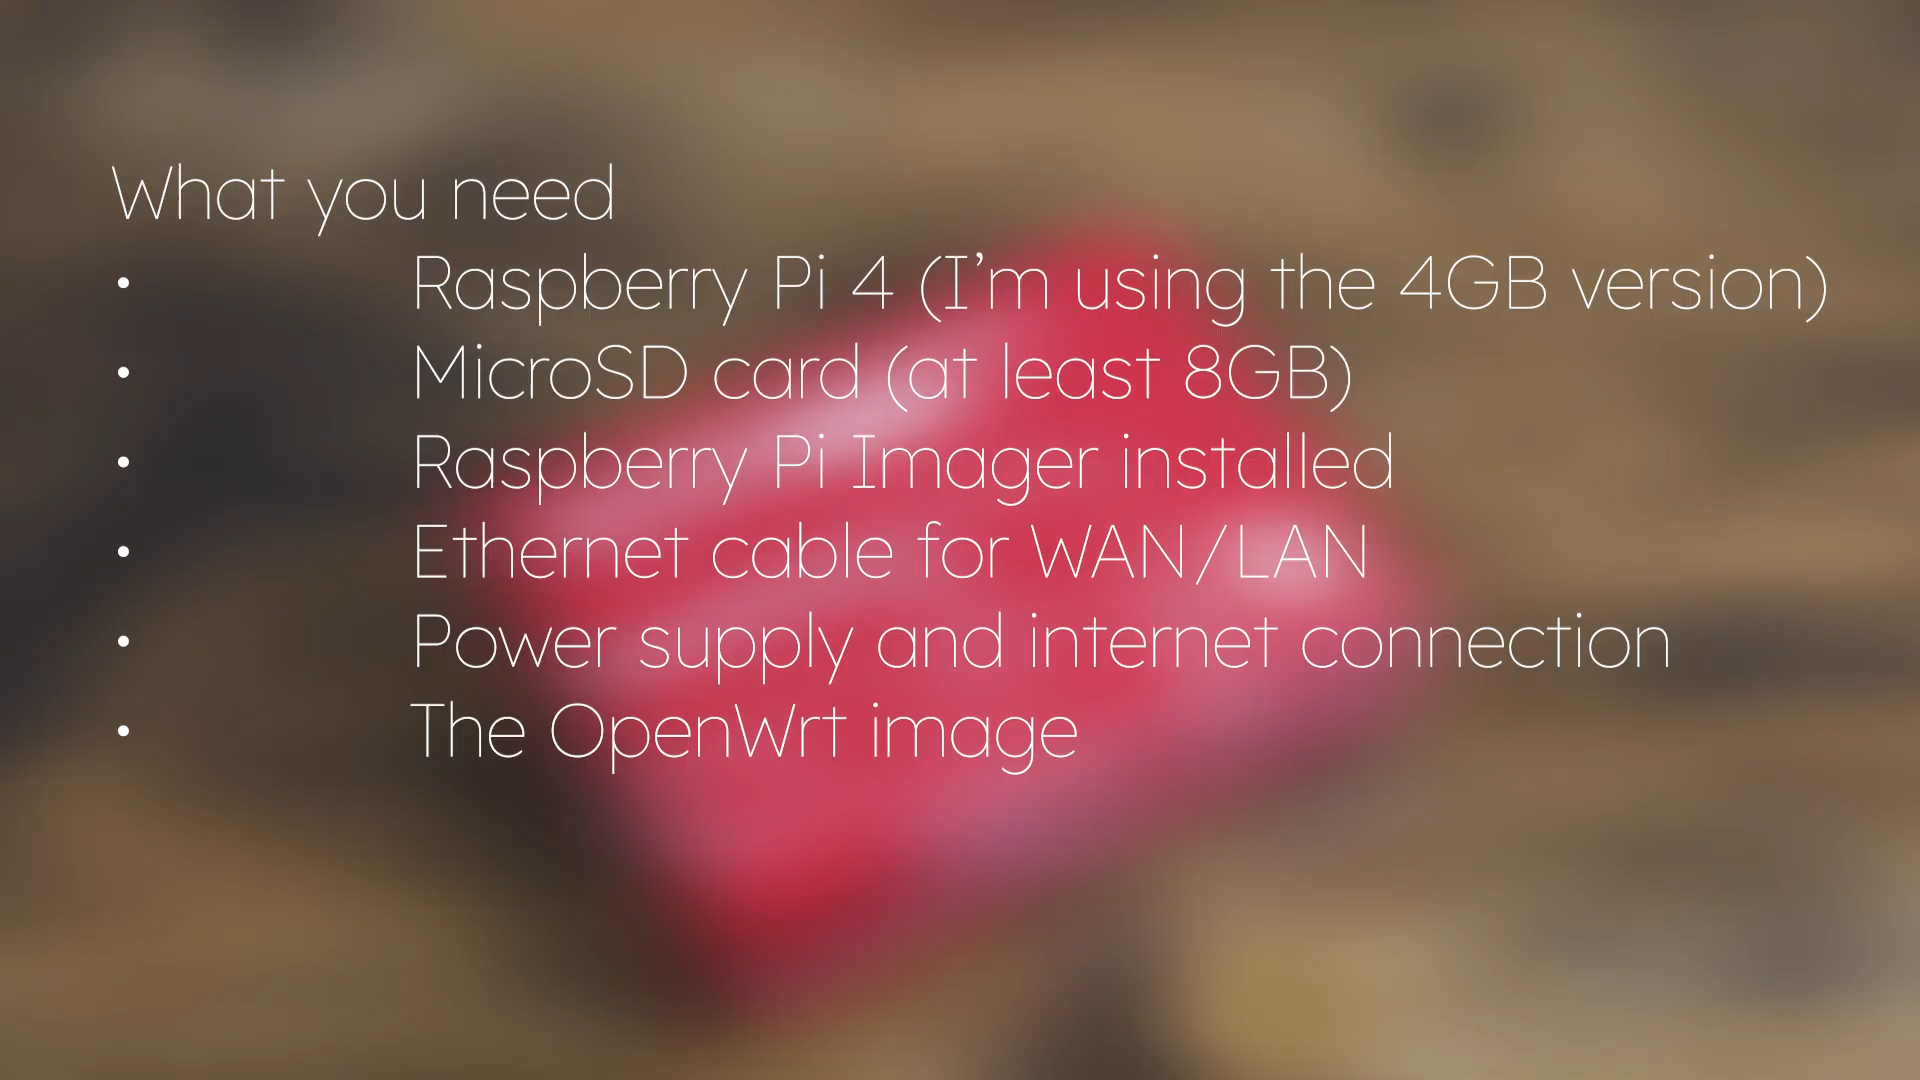 What you need
• Raspberry Pi 4 (I’m using the 4GB version)
• MicroSD card (at least 8GB)
• Raspberry Pi Imager installed
• Ethernet cable for WAN/LAN
• Power supply and internet connection
• The OpenWrt image